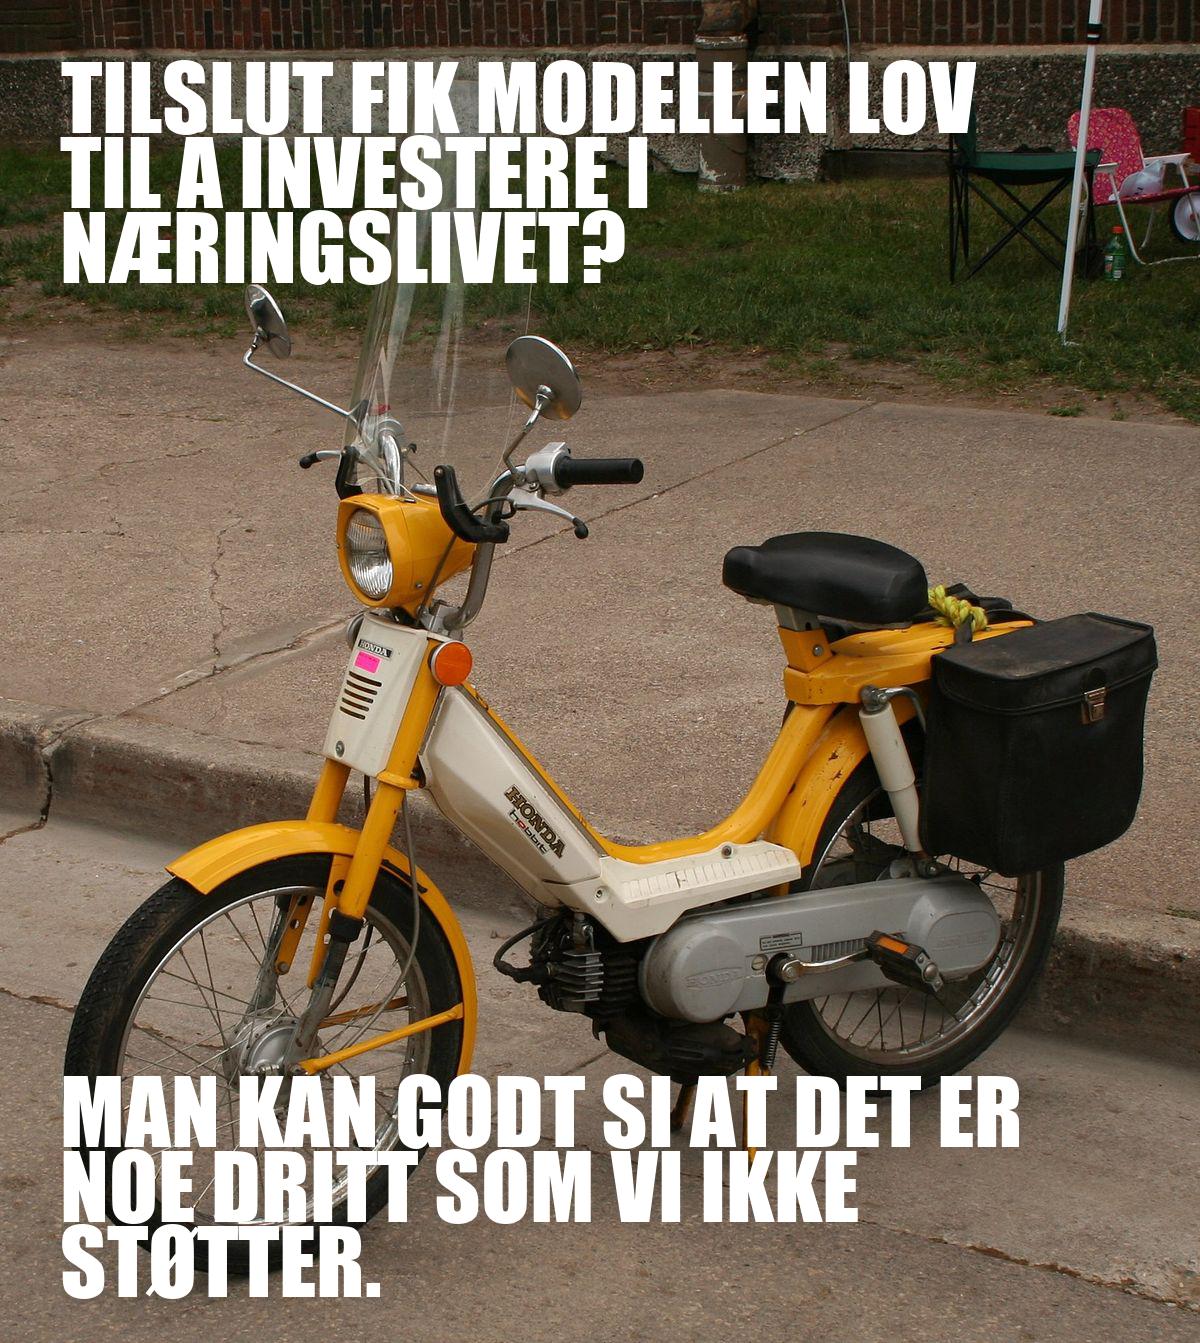 TILSLUT FIK MODELLEN LOV
TIL A INVESTERE I
NÆRINGSLIVET?
HONDA
HONDA
hobbit
HONDA
MAN KAN GODT SI AT DET ER
NOE DRITT SOM VI IKKE
STØTTER.